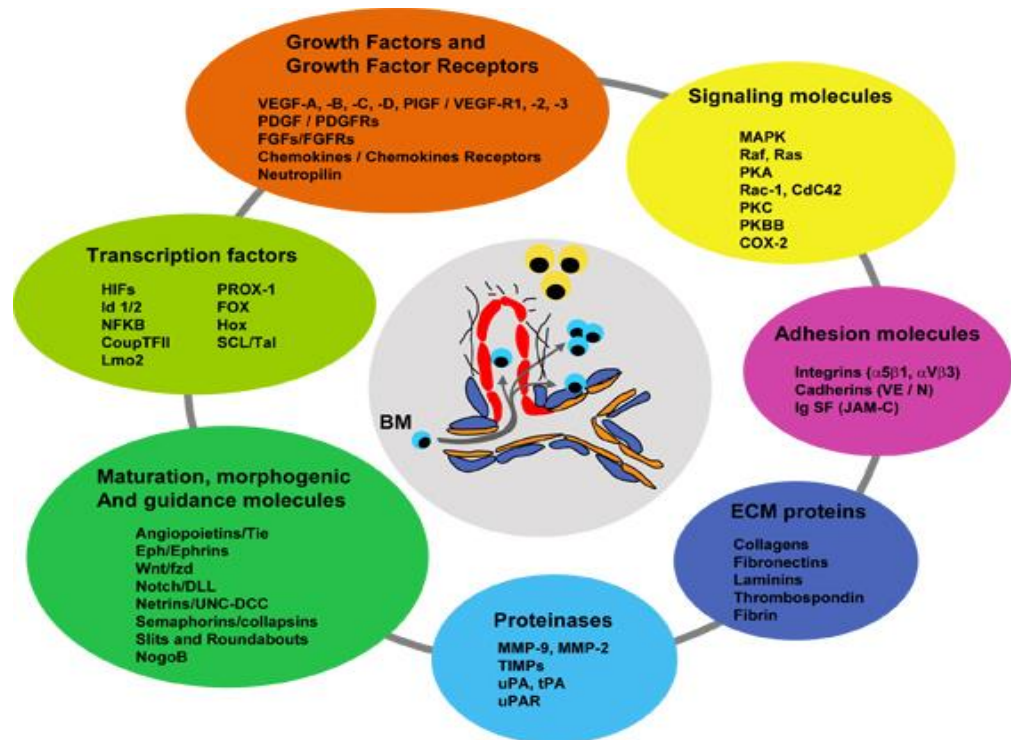 Growth Factors and
Growth Factor Receptors
VEGF-A, -B, -C, -D, PlGF / VEGF-R1, -2, -3
PDGF / PDGFRs
FGFs/FGFRs
Chemokines / Chemokines Receptors
Neutropilin
Signaling molecules
MAPK
Raf, Ras
PKA
Rac-1, CdC42
PKC
PKBB
COX-2
Transcription factors
HIFs
Id 1/2
NFKB
CoupTFII
Lmo2
PROX-1
FOX
Hox
SCL/Tal
Adhesion molecules
Integrins (α5β1, αVβ3)
Cadherins (VE / N)
Ig SF (JAM-C)
BM
Maturation, morphogenic
And guidance molecules
Angiopoietins/Tie
Eph/Ephrins
Wnt/fzd
Notch/DLL
Netrins/UNC-DCC
Semaphorins/collapsins
Slits and Roundabouts
NogoB
ECM proteins
Collagens
Fibronectins
Laminins
Thrombospondin
Fibrin
Proteinases
MMP-9, MMP-2
TIMPs
uPA, tPA
uPAR